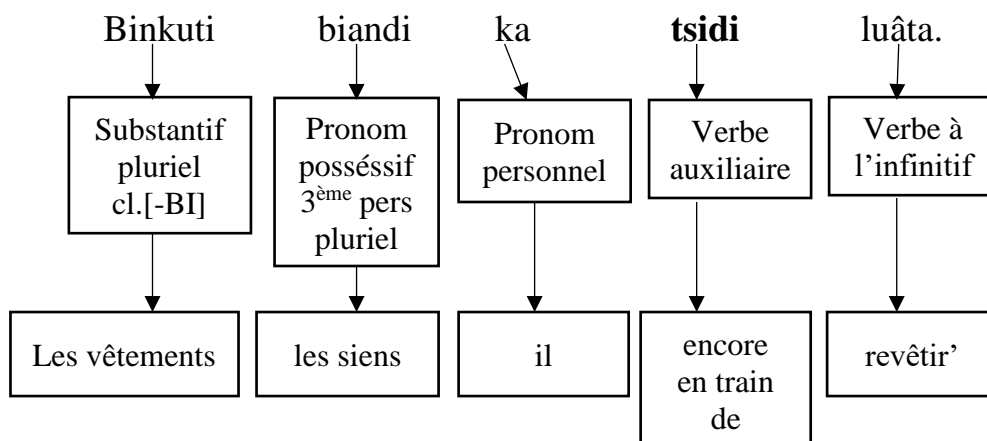 Binkuti biandi ka tsidi luâta.
Substantif
pluriel
cl.[-BI]
Pronom
posséssif
3ème pers
pluriel
Pronom
personnel
Verbe
auxiliaire
Verbe à
l’infinitif
Les vêtements
les siens
il
encore
en train
de
revêtir’